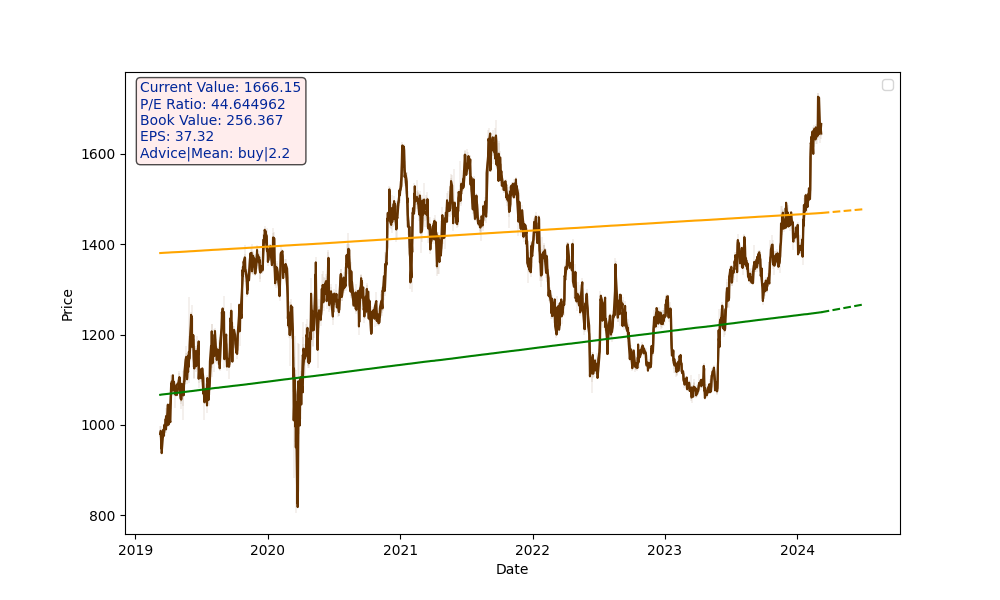 Current Value: 1666.15
P/E Ratio: 44.644962
Book Value: 256.367
EPS: 37.32
Advice|Mean: buy|2.2
Price
1600
1400
1200
1000
800
2019
2020
2021
2022
2023
2024
Date